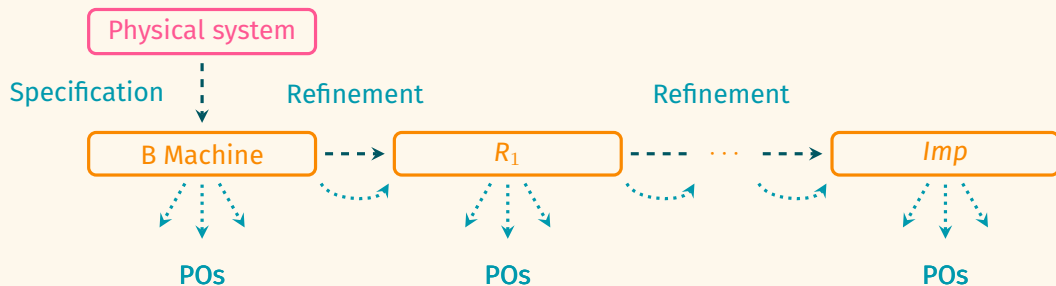 Physical system
Specification
Refinement
Refinement
B Machine
R₁
···
Imp
POs
POs
POs